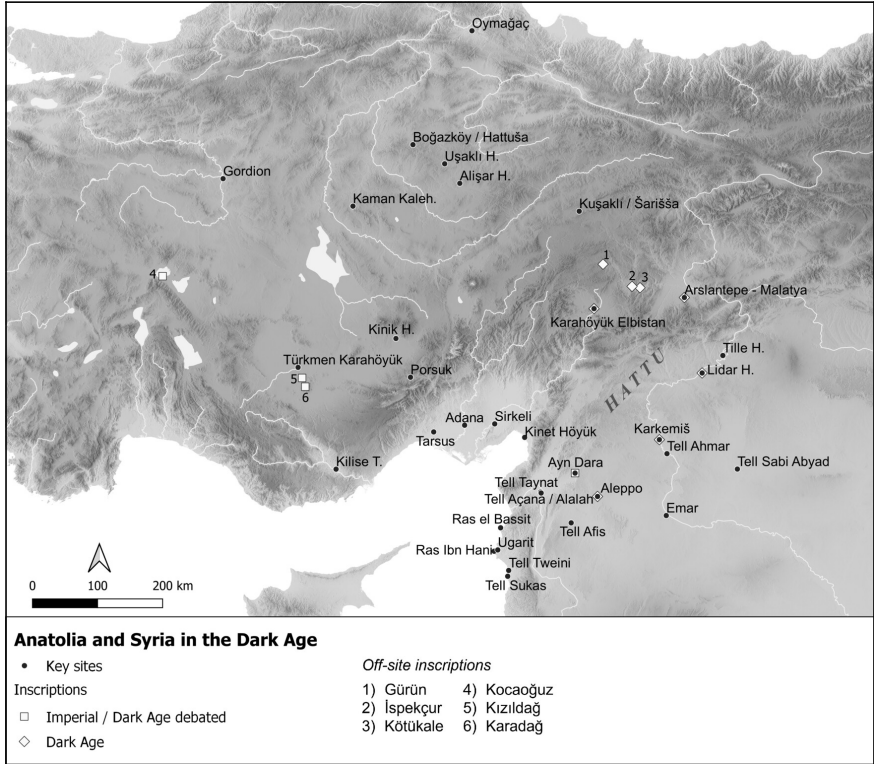 Oymağaç
Boğazköy / Hattuša
Uşaklı H.
Gordion
Alişar H.
Kaman Kaleh.
Kuşaklı / Šarišša
1
4
2 3
Arslantepe - Malatya
Karahöyük Elbistan
Kinik H.
Tille H.
Türkmen Karahöyük
HATTU
Lidar H.
5
Porsuk
6
Adana
Sirkeli
Karkemiš
Tarsus
Kinet Höyük
Tell Ahmar
Kilise T.
Ayn Dara
Tell Sabi Abyad
Tell Taynat
Aleppo
Tell Açana / Alalah
Emar
Ras el Bassit
Tell Afis
Ugarit
Ras Ibn Hani
Tell Tweini
Tell Sukas
0 100 200 km
Anatolia and Syria in the Dark Age
Key sites
Inscriptions
Imperial / Dark Age debated
Dark Age
Off-site inscriptions
1) Gürün
2) İspekçur
3) Kötükale
4) Kocaoğuz
5) Kızıldağ
6) Karadağ